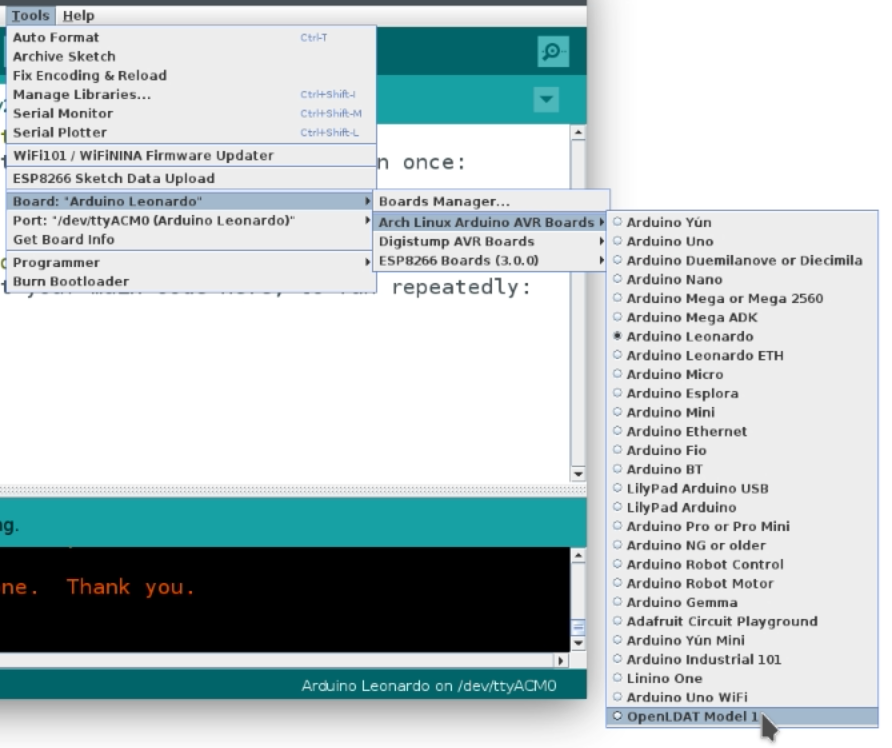 Tools Help
Auto Format Ctrl-T
Archive Sketch
Fix Encoding & Reload
Manage Libraries... Ctrl+Shift-I
Serial Monitor Ctrl+Shift-M
Serial Plotter Ctrl+Shift-L
WiFi101 / WiFiNINA Firmware Updater
ESP8266 Sketch Data Upload
Board: "Arduino Leonardo"
Port: "/dev/ttyACM0 (Arduino Leonardo)"
Get Board Info
Programmer
Burn Bootloader
n once:
repeatedly:
Boards Manager...
Arch Linux Arduino AVR Boards
Digistump AVR Boards
ESP8266 Boards (3.0.0)
Arduino Yún
Arduino Uno
Arduino Duemilanove or Diecimila
Arduino Nano
Arduino Mega or Mega 2560
Arduino Mega ADK
Arduino Leonardo
Arduino Leonardo ETH
Arduino Micro
Arduino Esplora
Arduino Mini
Arduino Ethernet
Arduino Fio
Arduino BT
LilyPad Arduino USB
LilyPad Arduino
Arduino Pro or Pro Mini
Arduino NG or older
Arduino Robot Control
Arduino Robot Motor
Arduino Gemma
Adafruit Circuit Playground
Arduino Yún Mini
Arduino Industrial 101
Linino One
Arduino Uno WiFi
OpenLDAT Model 1
g.
ne. Thank you.
Arduino Leonardo on /dev/ttyACM0